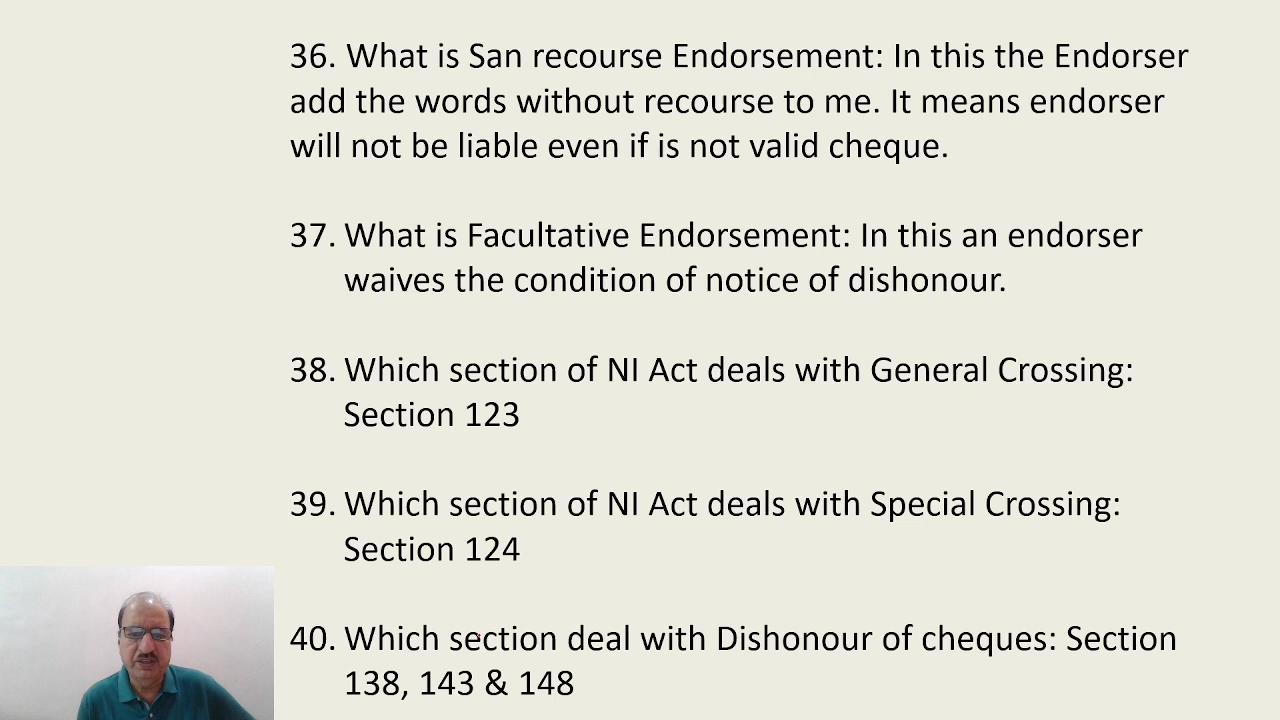 36. What is San recourse Endorsement: In this the Endorser
add the words without recourse to me. It means endorser
will not be liable even if is not valid cheque.
37. What is Facultative Endorsement: In this an endorser
waives the condition of notice of dishonour.
38. Which section of NI Act deals with General Crossing:
Section 123
39. Which section of NI Act deals with Special Crossing:
Section 124
40. Which section deal with Dishonour of cheques: Section
138, 143 & 148